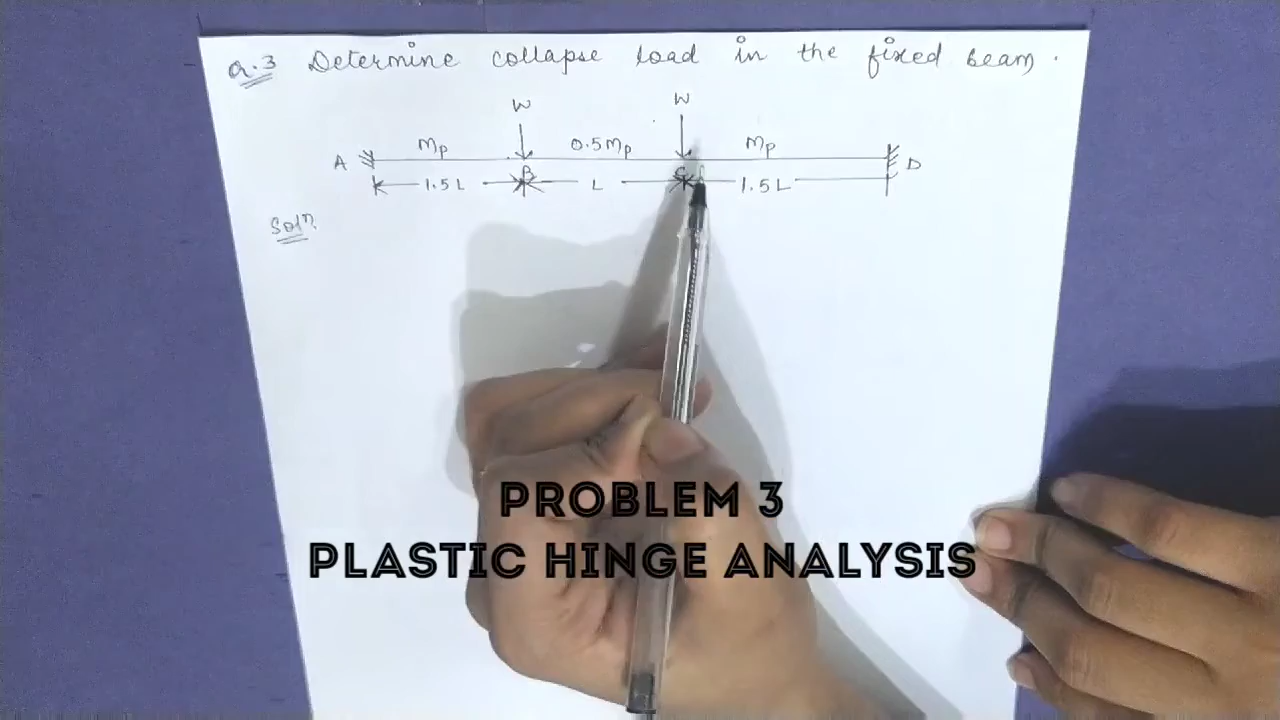 Q.3 Determine collapse load in the fixed beam.
W W
A Mp 0.5Mp Mp D
B C
1.5L L 1.5L
Solⁿ.
PROBLEM 3
PLASTIC HINGE ANALYSIS